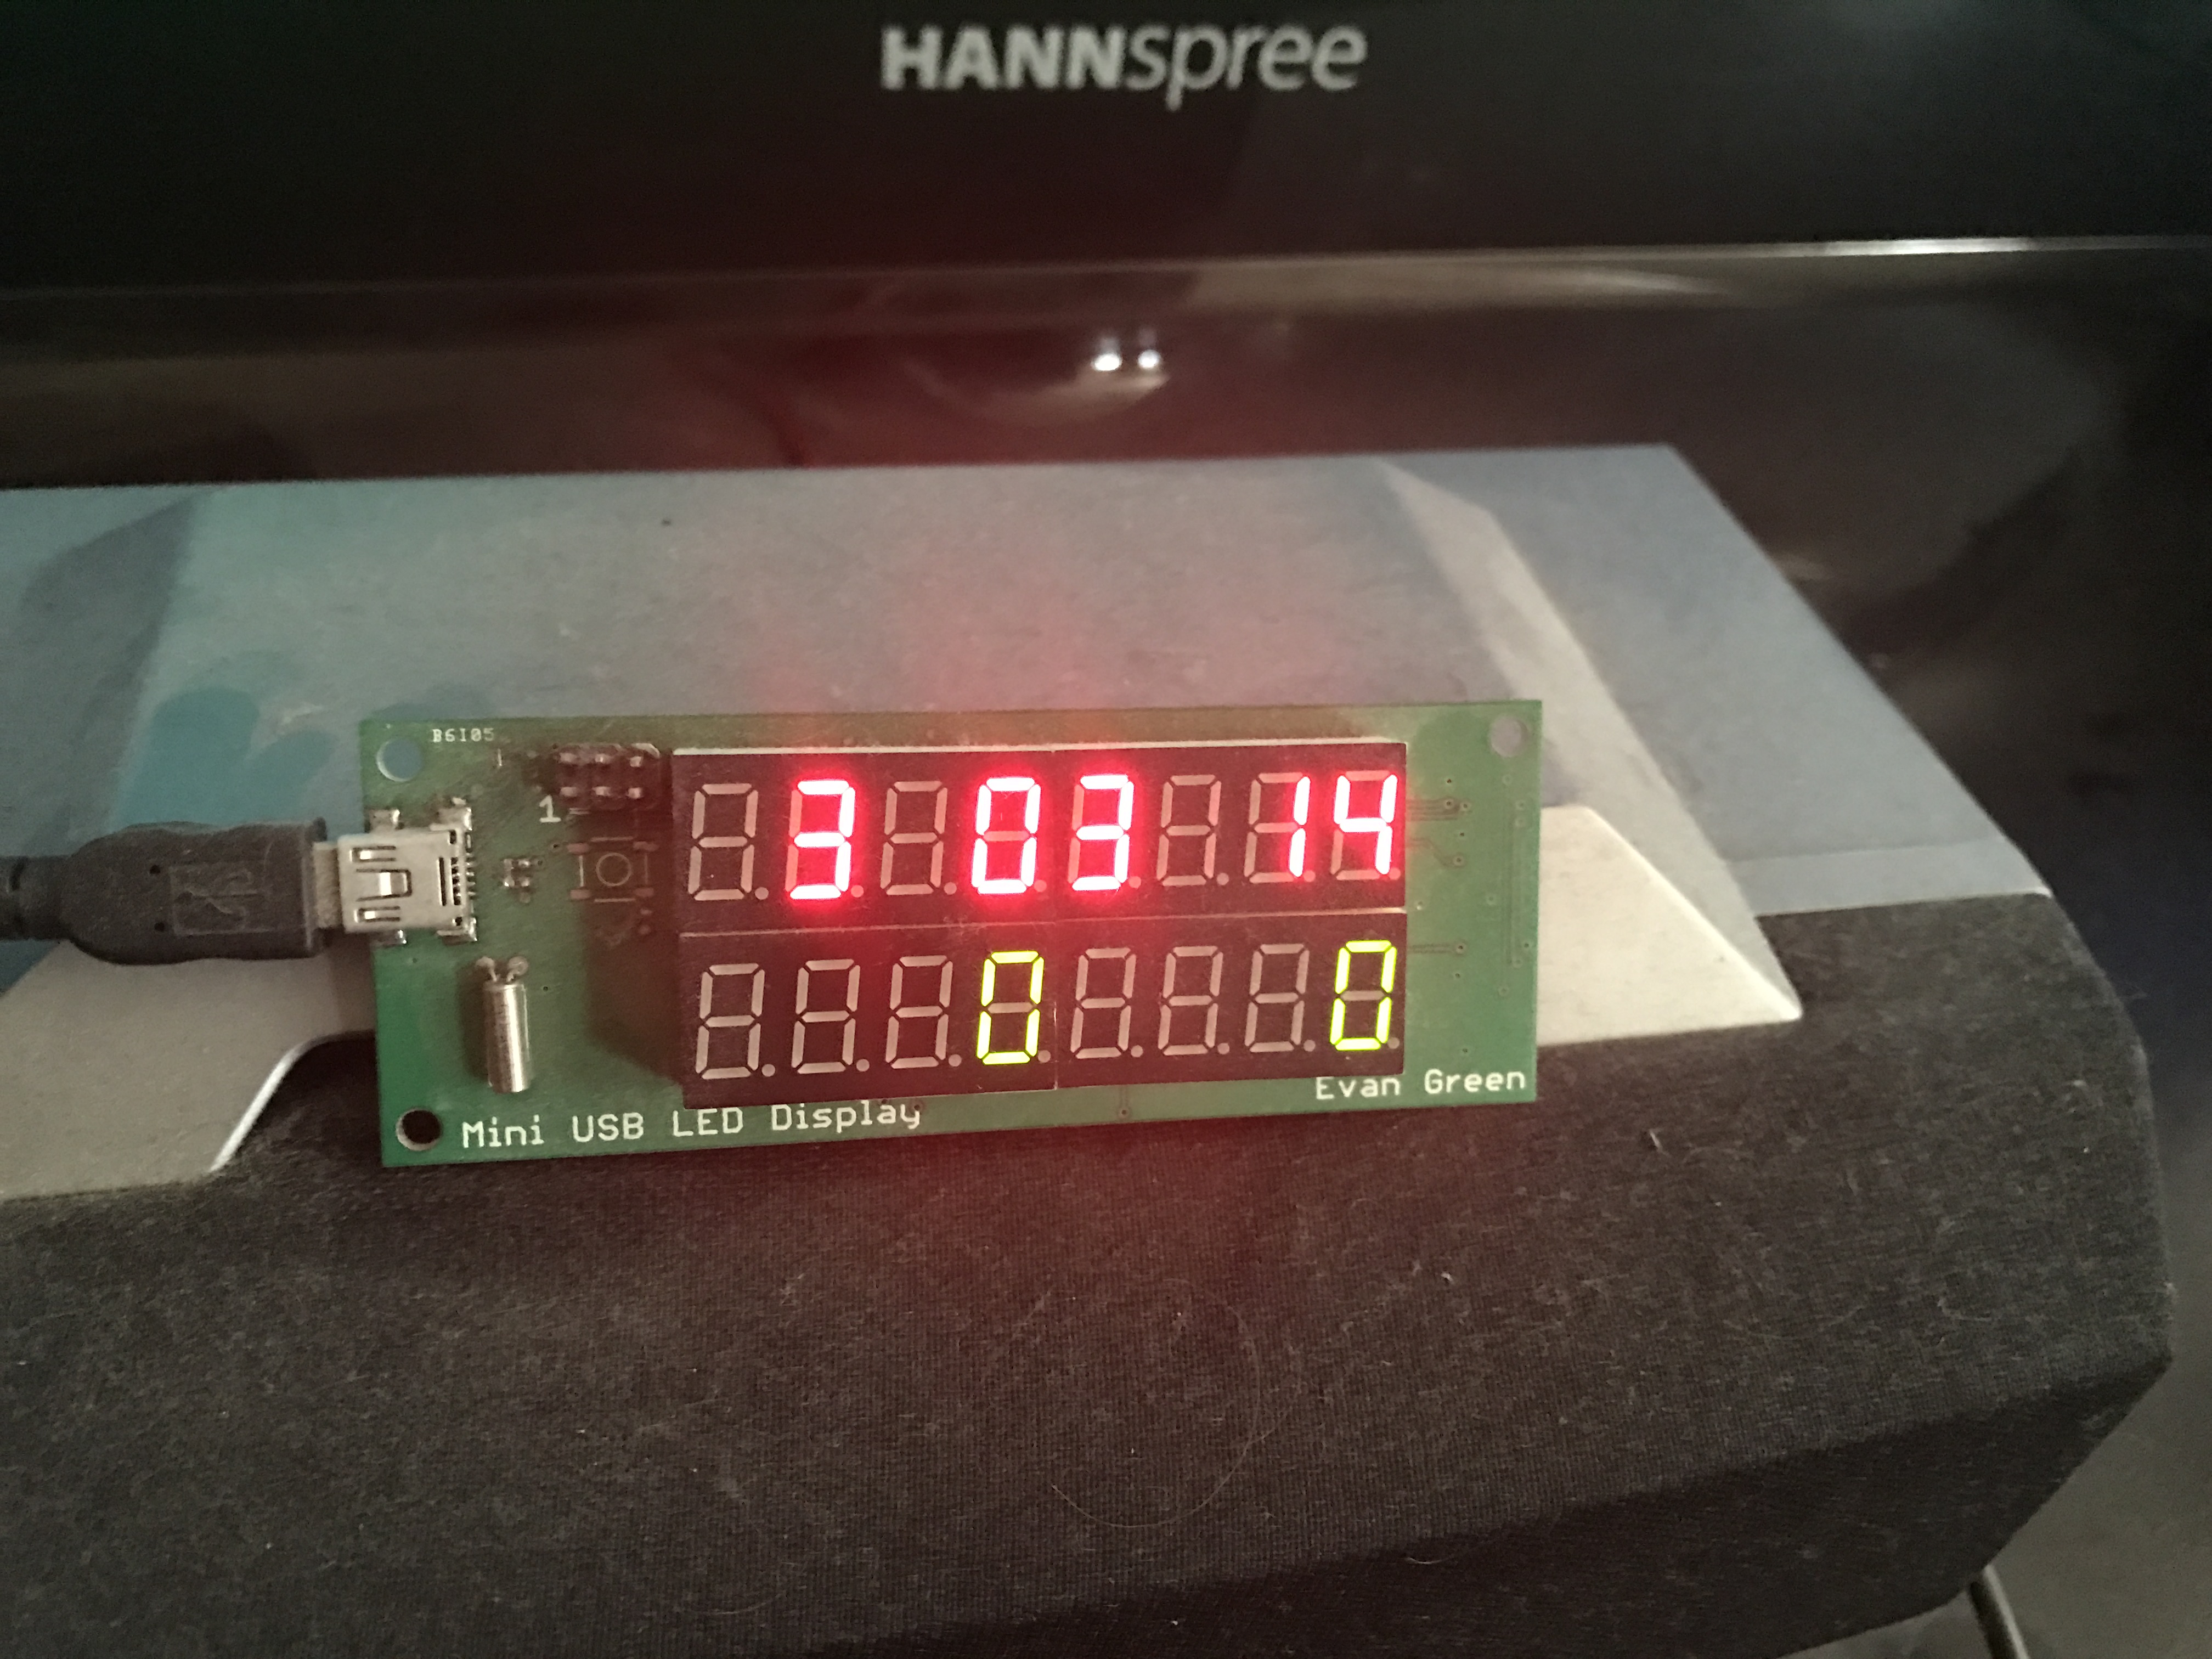 HANNspree
B6105
1
3 03 14
0 0
Evan Green
Mini USB LED Display